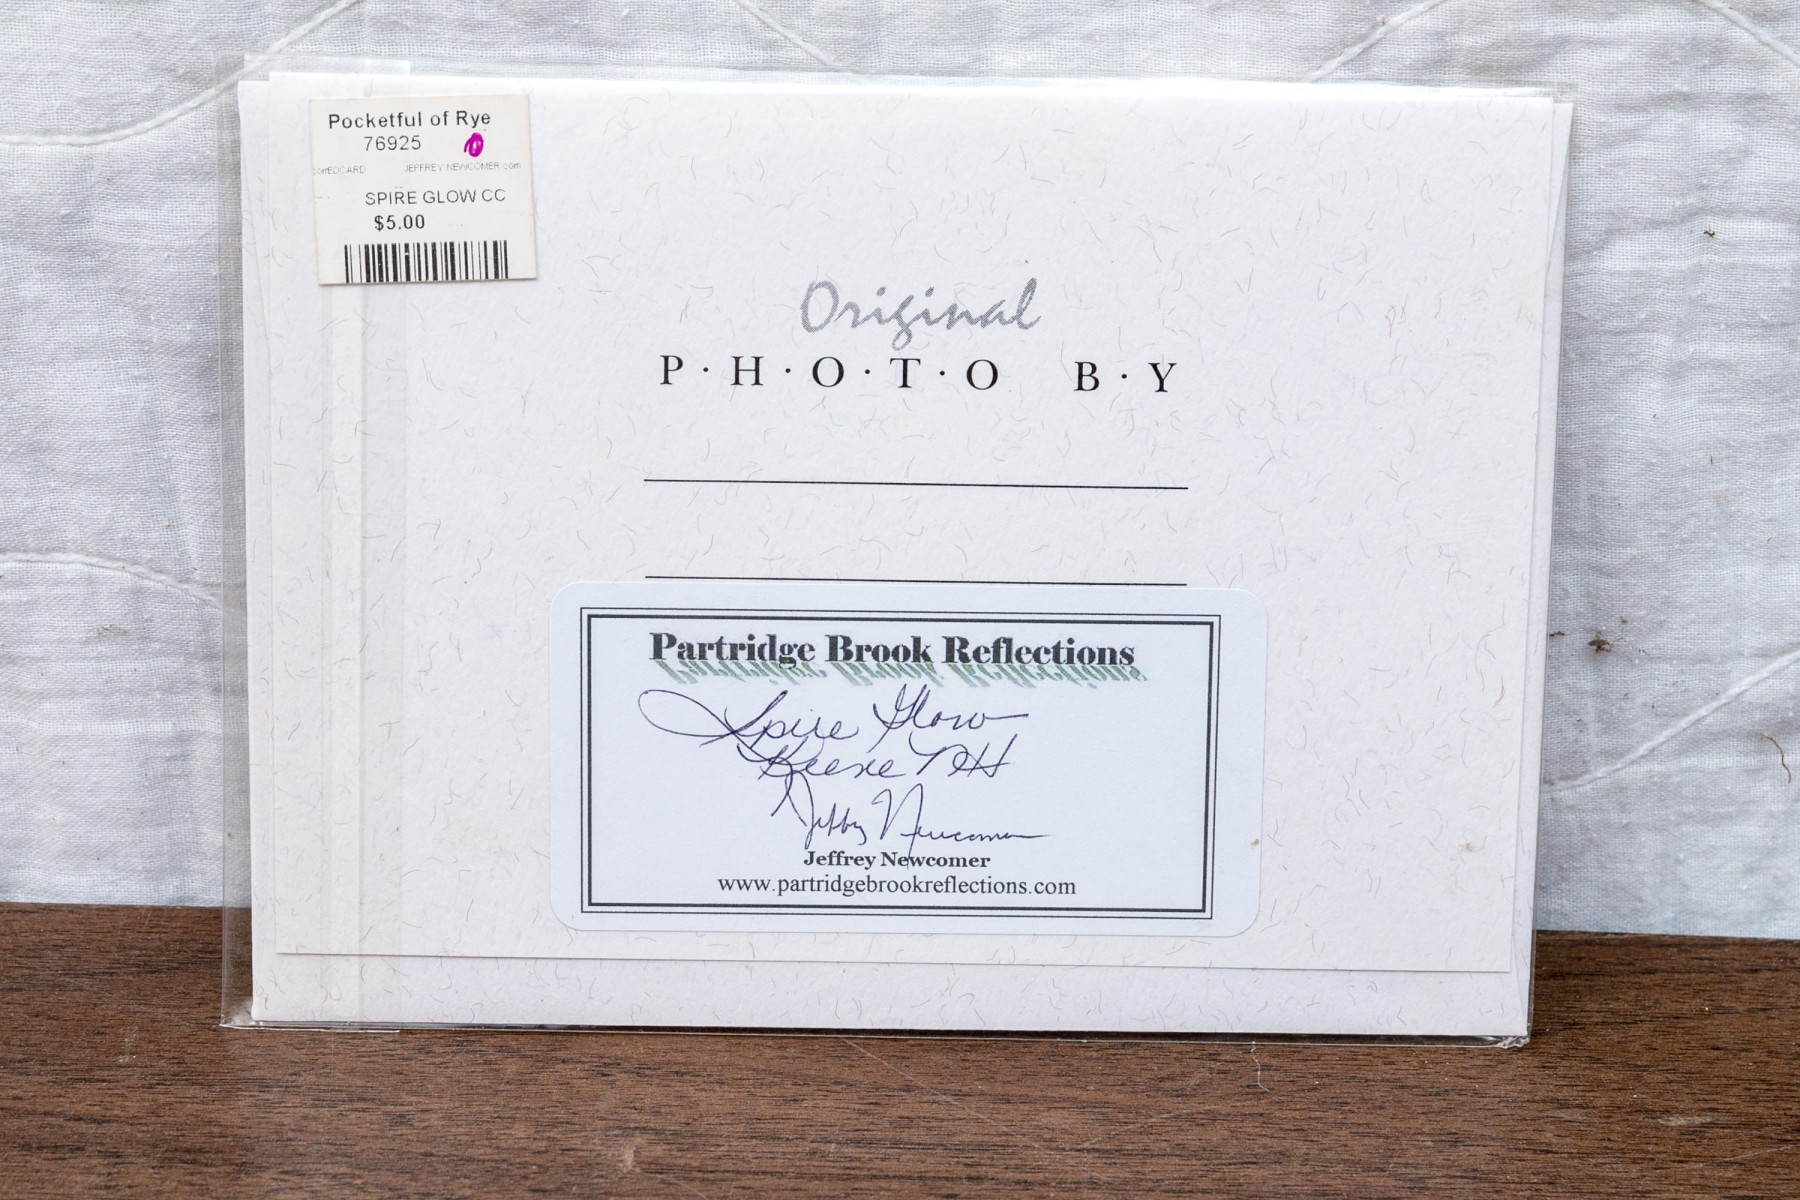 Pocketful of Rye
76925
JEFFREY NEWCOMER com
SPIRE GLOW CC
$5.00
Original
P·H·O·T·O B·Y
Partridge Brook Reflections
Spire Glow
Keene NH
Jeffrey Newcomer
Jeffrey Newcomer
www.partridgebrookreflections.com